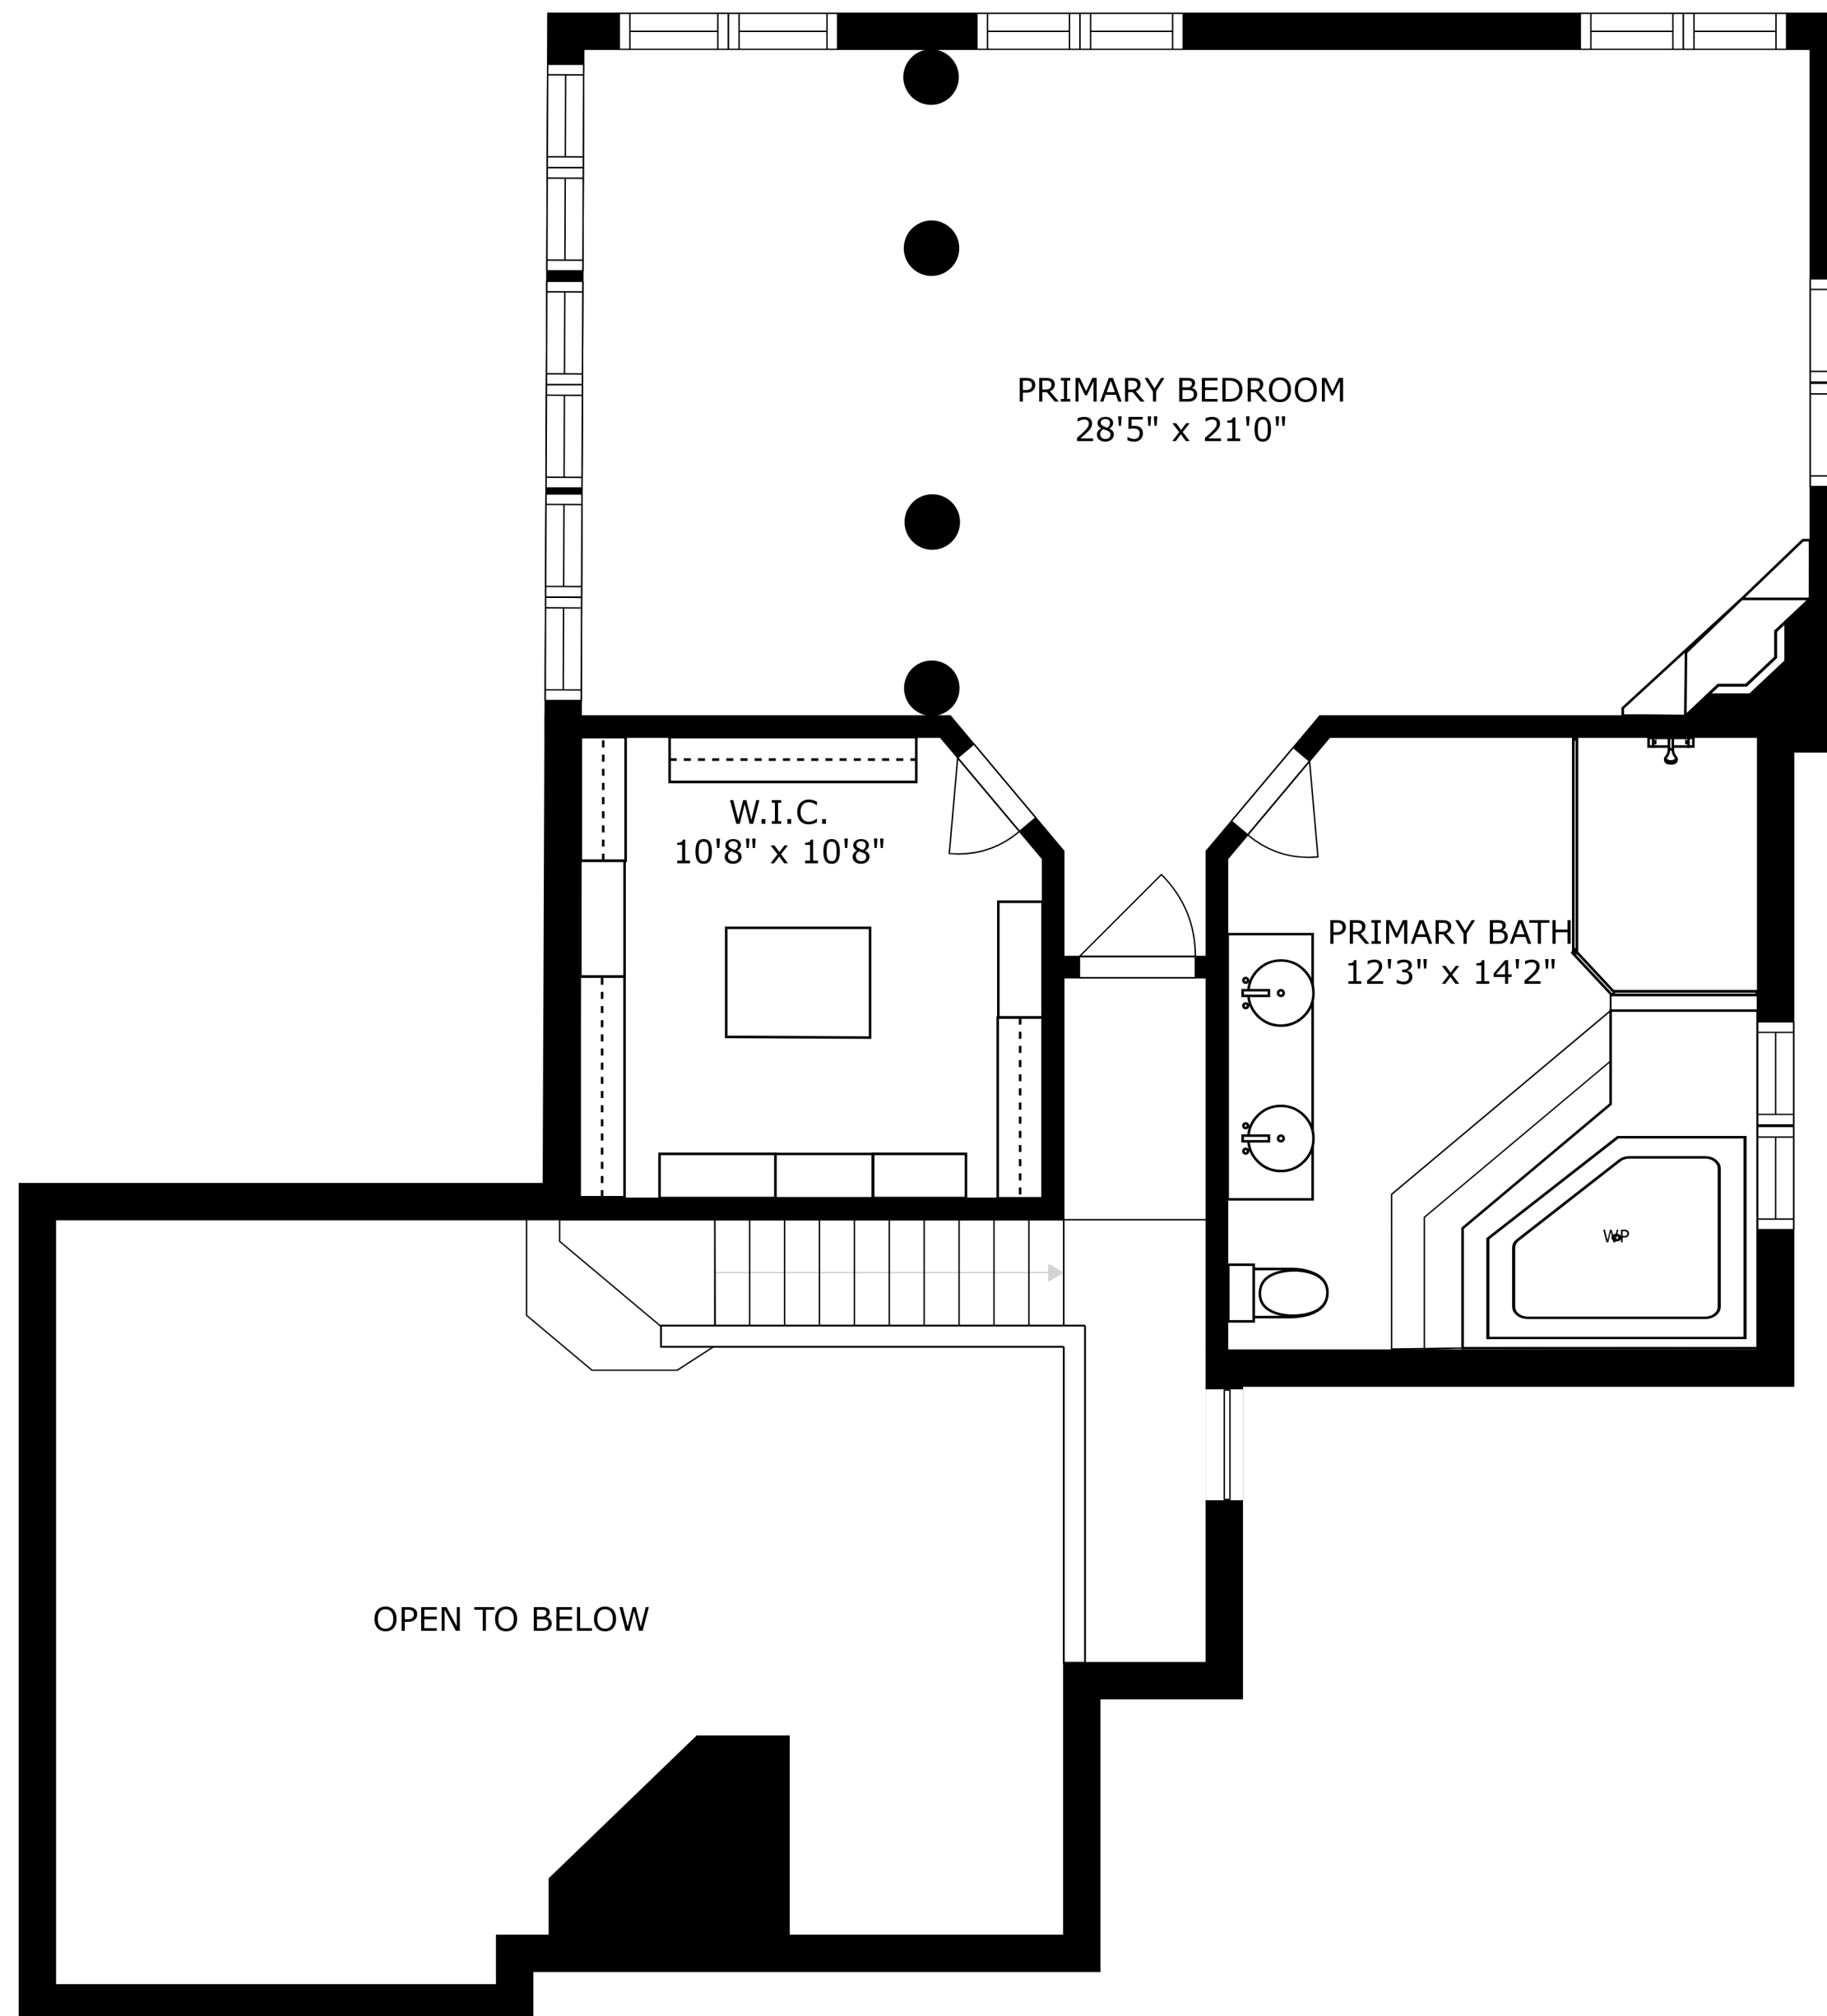 PRIMARY BEDROOM
28'5" x 21'0"
W.I.C.
10'8" x 10'8"
PRIMARY BATH
12'3" x 14'2"
WP
OPEN TO BELOW